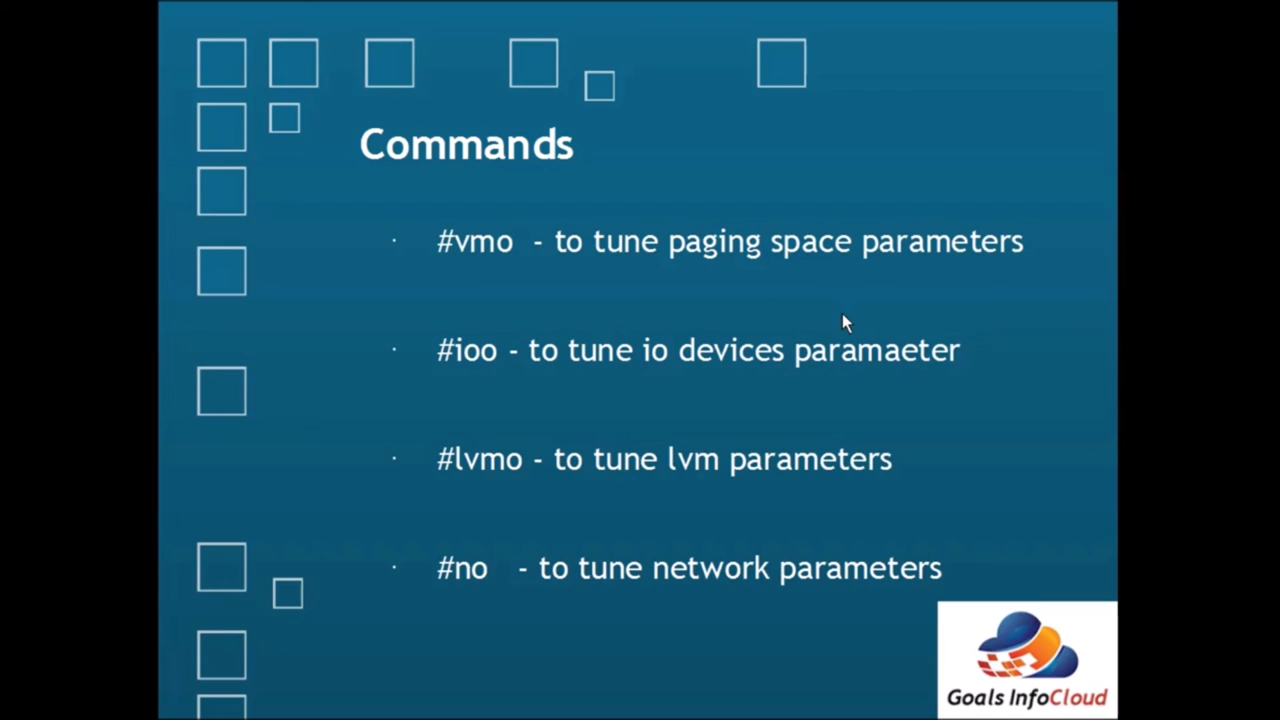 Commands
· #vmo - to tune paging space parameters
· #ioo - to tune io devices paramaeter
· #lvmo - to tune lvm parameters
· #no - to tune network parameters
Goals InfoCloud